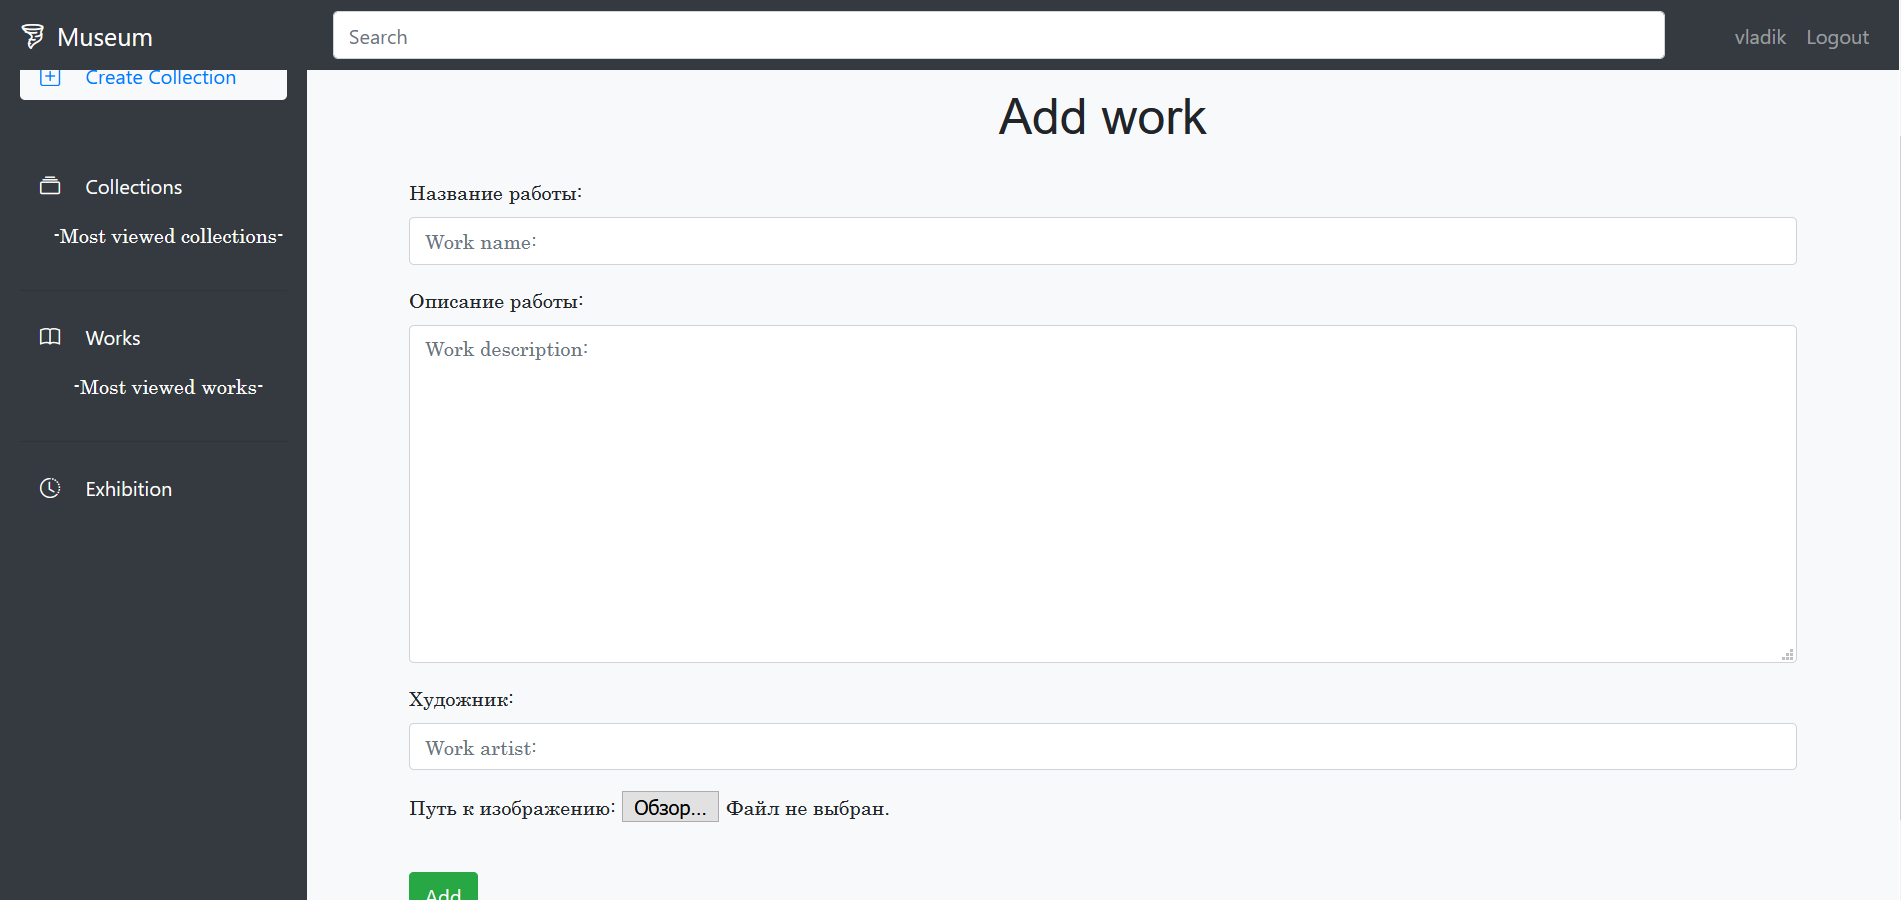 Museum
Search
vladik Logout
Create Collection
Collections
-Most viewed collections-
Works
-Most viewed works-
Exhibition
Add work
Название работы:
Work name:
Описание работы:
Work description:
Художник:
Work artist:
Путь к изображению: Обзор... Файл не выбран.
Add